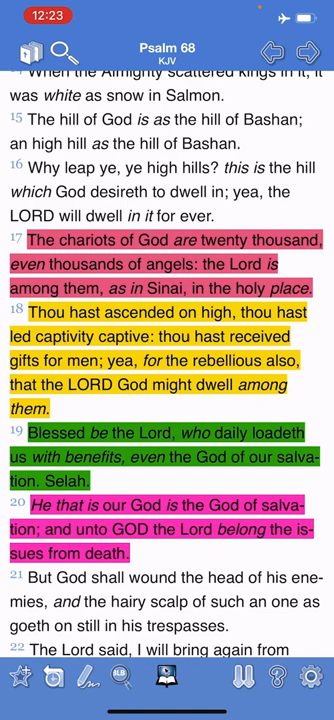 12:23
Psalm 68
KJV
14 When the Almighty scattered kings in it, it
was white as snow in Salmon.
15 The hill of God is as the hill of Bashan;
an high hill as the hill of Bashan.
16 Why leap ye, ye high hills? this is the hill
which God desireth to dwell in; yea, the
LORD will dwell in it for ever.
17 The chariots of God are twenty thousand,
even thousands of angels: the Lord is
among them, as in Sinai, in the holy place.
18 Thou hast ascended on high, thou hast
led captivity captive: thou hast received
gifts for men; yea, for the rebellious also,
that the LORD God might dwell among
them.
19 Blessed be the Lord, who daily loadeth
us with benefits, even the God of our salva-
tion. Selah.
20 He that is our God is the God of salva-
tion; and unto GOD the Lord belong the is-
sues from death.
21 But God shall wound the head of his ene-
mies, and the hairy scalp of such an one as
goeth on still in his trespasses.
22 The Lord said, I will bring again from
BLB